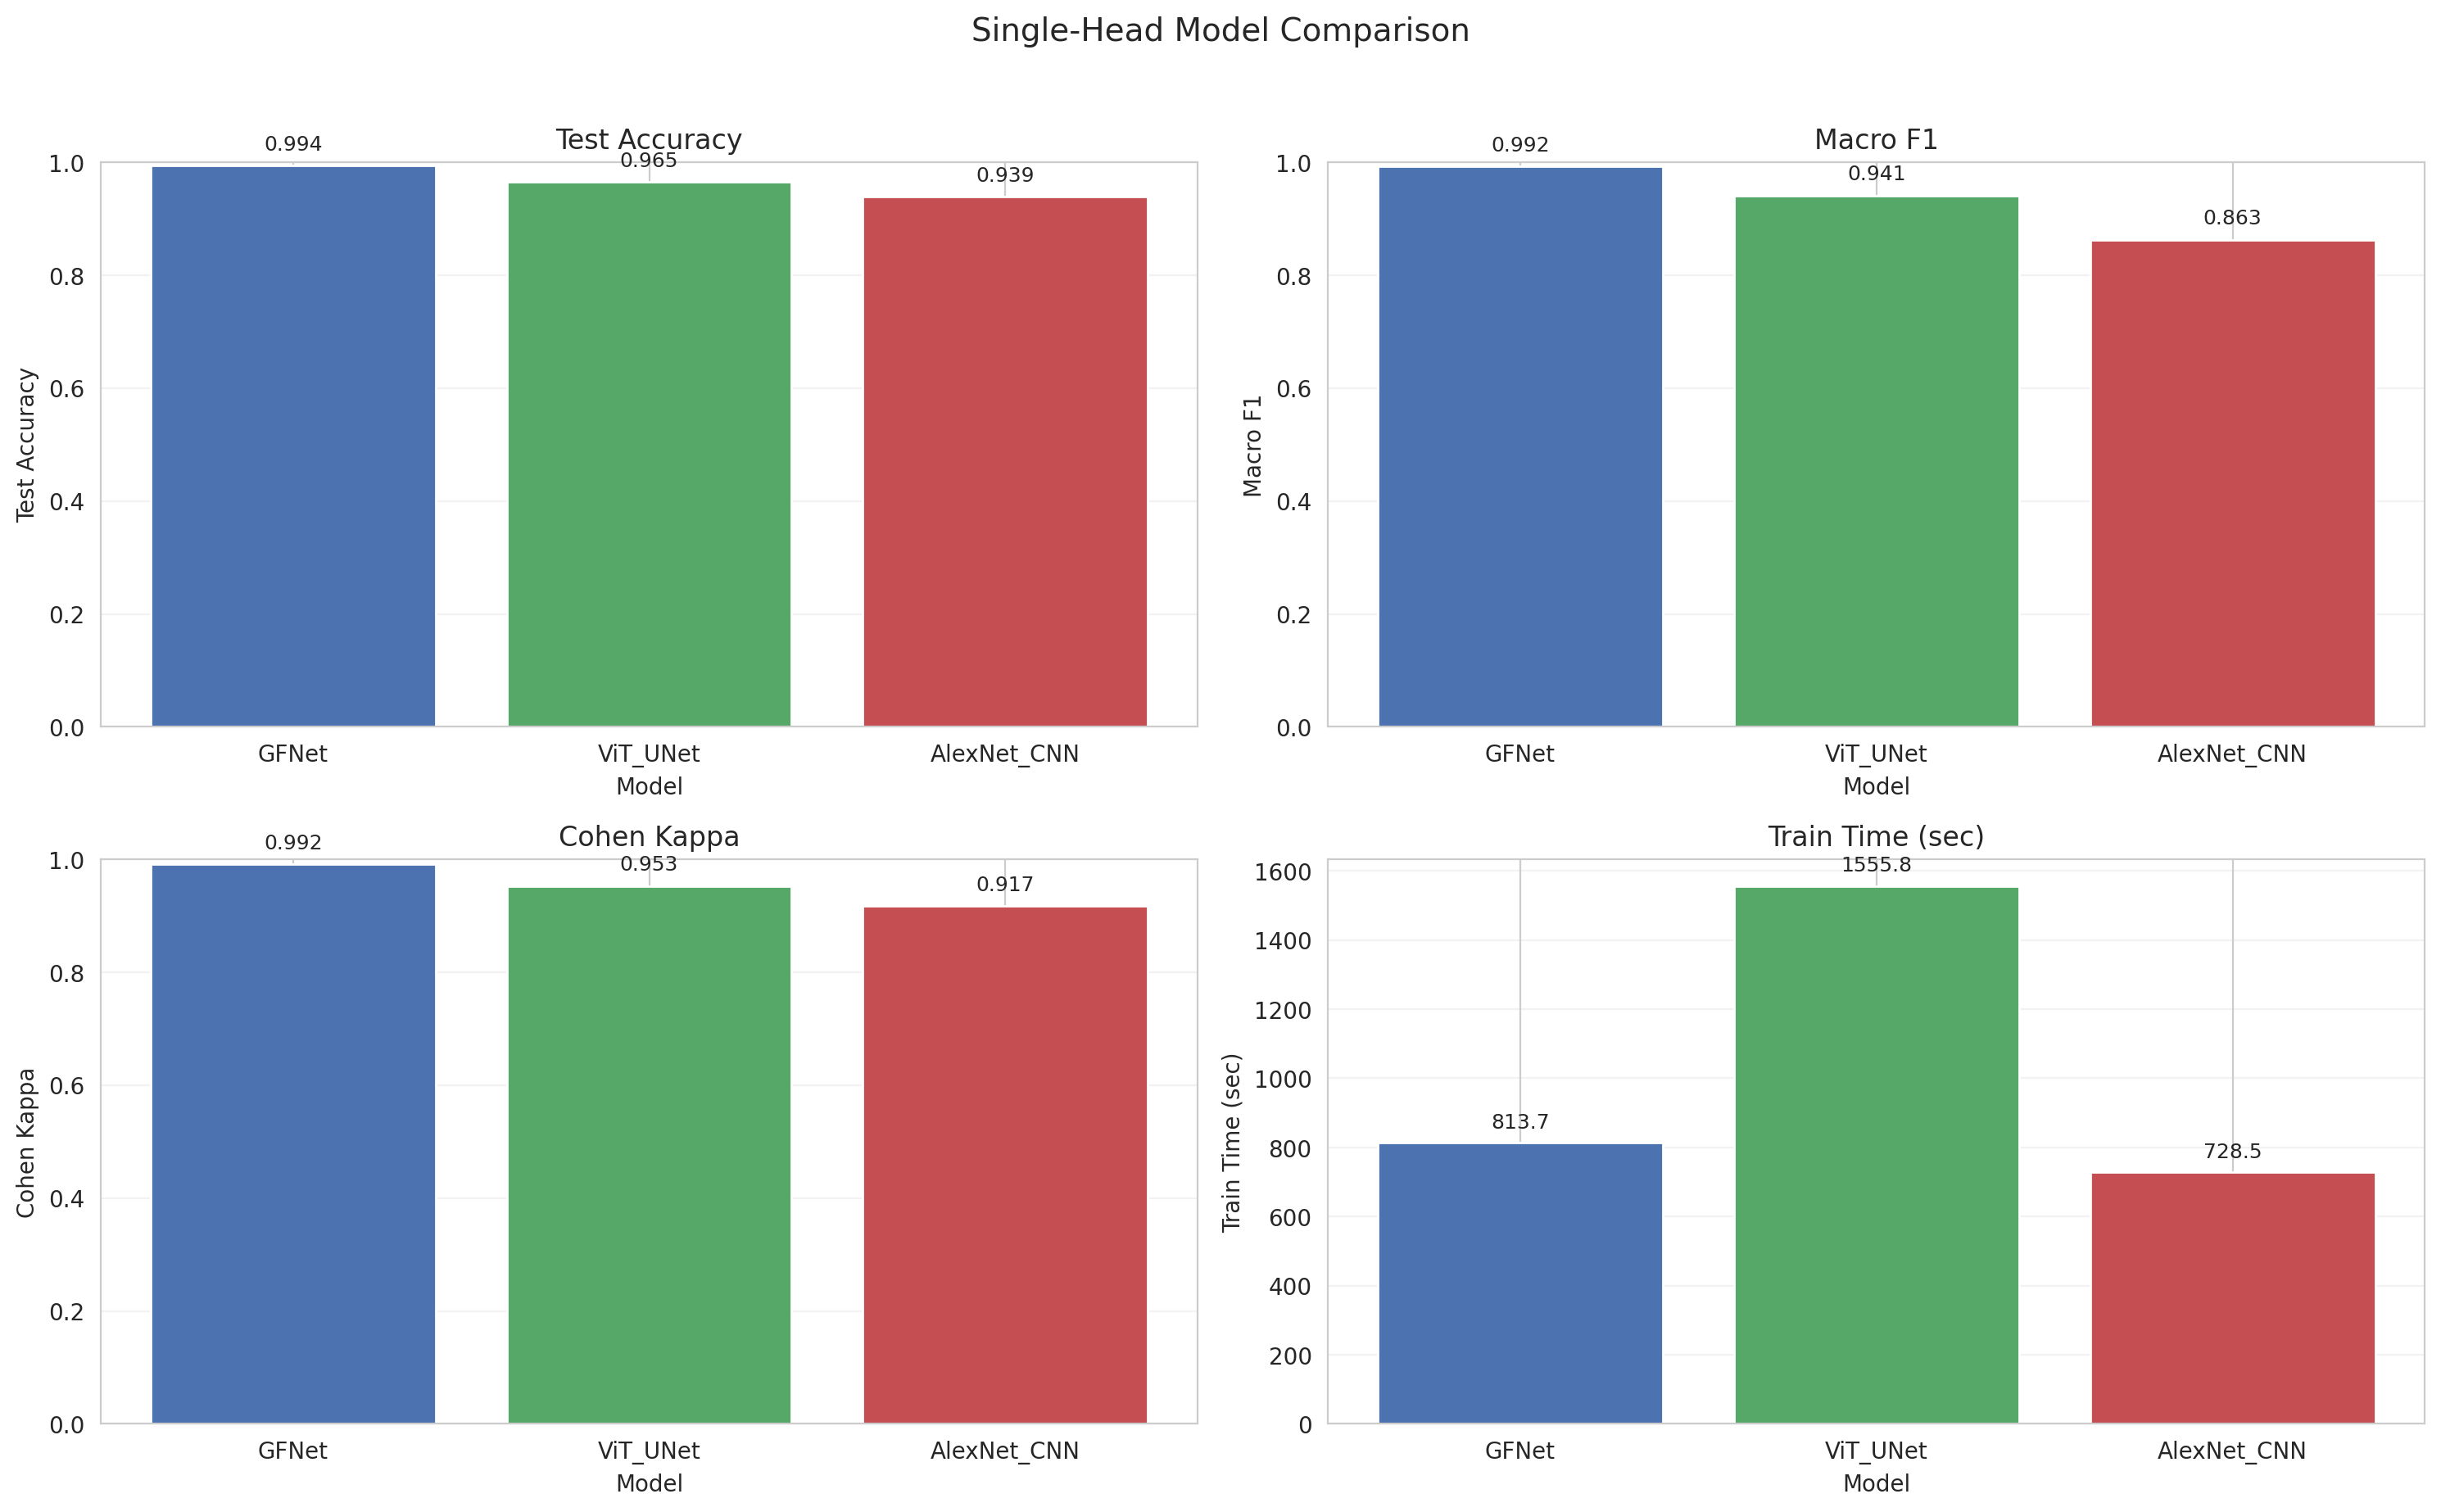 Single-Head Model Comparison
Test Accuracy
0.994
0.965
0.939
1.0
0.8
0.6
0.4
0.2
0.0
Test Accuracy
GFNet
ViT_UNet
AlexNet_CNN
Model
Macro F1
0.992
0.941
0.863
1.0
0.8
0.6
0.4
0.2
0.0
Macro F1
GFNet
ViT_UNet
AlexNet_CNN
Model
Cohen Kappa
0.992
0.953
0.917
1.0
0.8
0.6
0.4
0.2
0.0
Cohen Kappa
GFNet
ViT_UNet
AlexNet_CNN
Model
Train Time (sec)
1555.8
813.7
728.5
1600
1400
1200
1000
800
600
400
200
0
Train Time (sec)
GFNet
ViT_UNet
AlexNet_CNN
Model